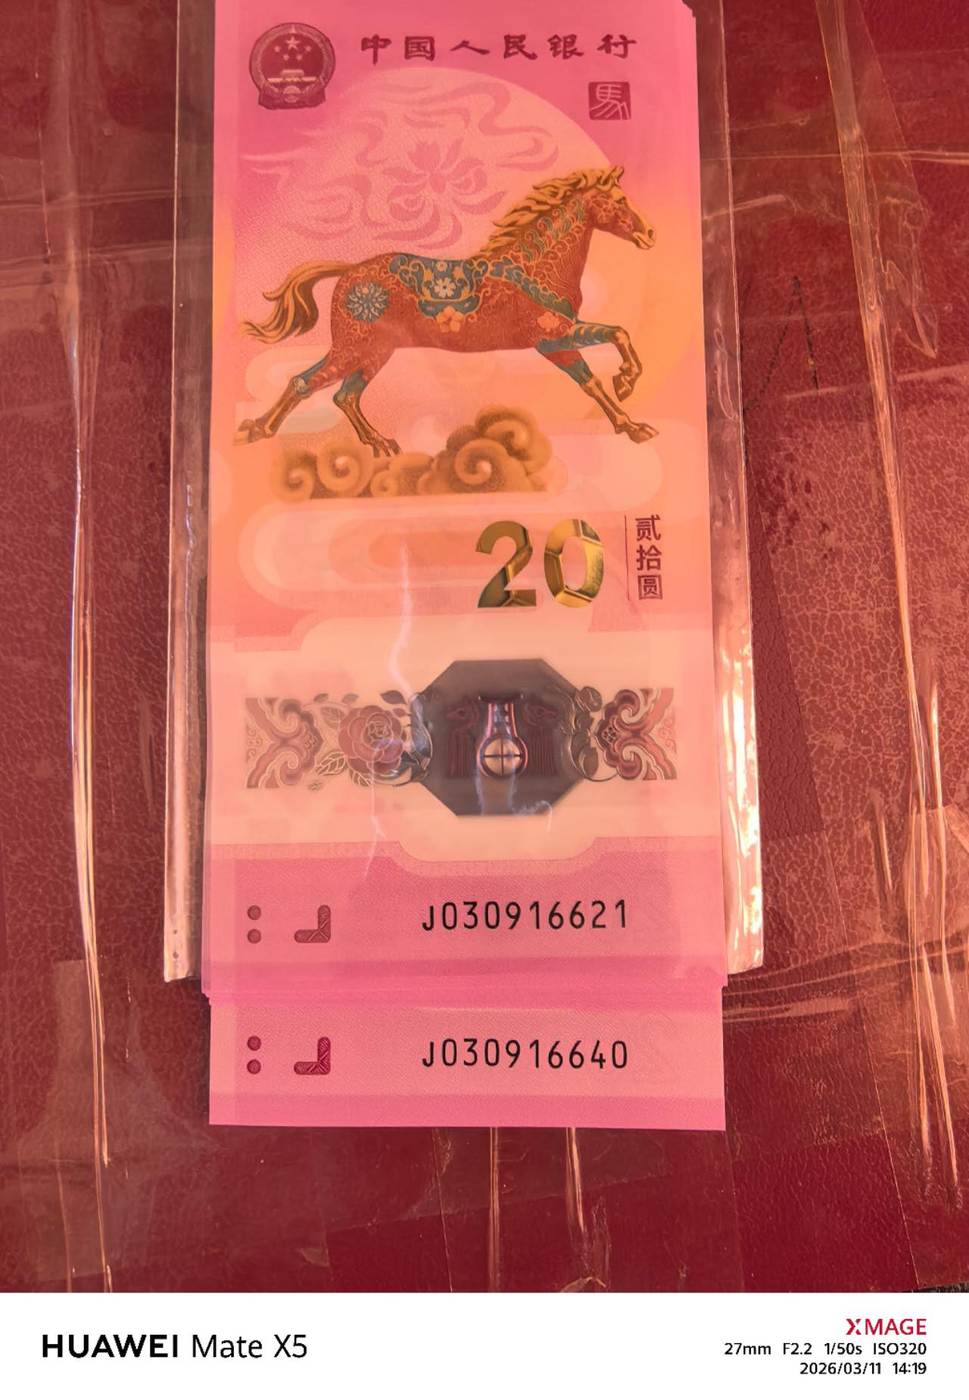 中国人民银行
馬
20
贰拾圆
J030916621
J030916640
HUAWEI Mate X5
XMAGE
27mm F2.2 1/50s ISO320
2026/03/11 14:19